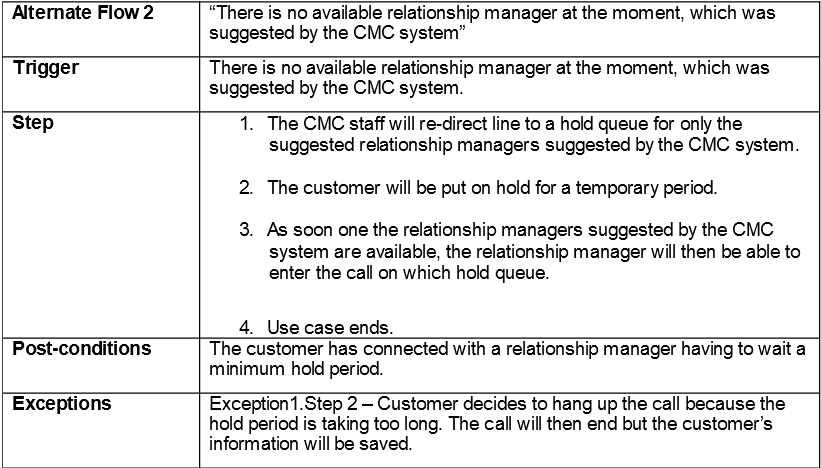 Alternate Flow 2
“There is no available relationship manager at the moment, which was
suggested by the CMC system”
Trigger
There is no available relationship manager at the moment, which was
suggested by the CMC system.
Step
1. The CMC staff will re-direct line to a hold queue for only the
suggested relationship managers suggested by the CMC system.
2. The customer will be put on hold for a temporary period.
3. As soon one the relationship managers suggested by the CMC
system are available, the relationship manager will then be able to
enter the call on which hold queue.
4. Use case ends.
Post-conditions
The customer has connected with a relationship manager having to wait a
minimum hold period.
Exceptions
Exception1.Step 2 – Customer decides to hang up the call because the
hold period is taking too long. The call will then end but the customer’s
information will be saved.